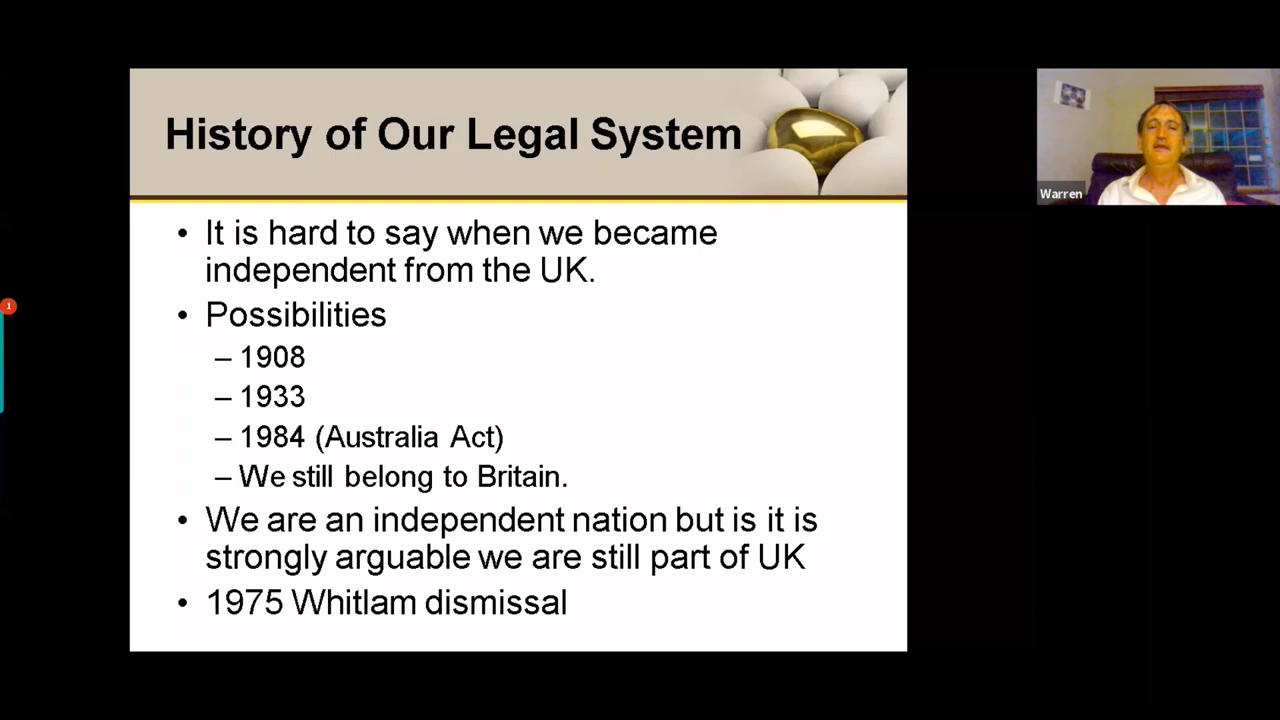 History of Our Legal System
• It is hard to say when we became
independent from the UK.
• Possibilities
– 1908
– 1933
– 1984 (Australia Act)
– We still belong to Britain.
• We are an independent nation but is it is
strongly arguable we are still part of UK
• 1975 Whitlam dismissal
Warren
1